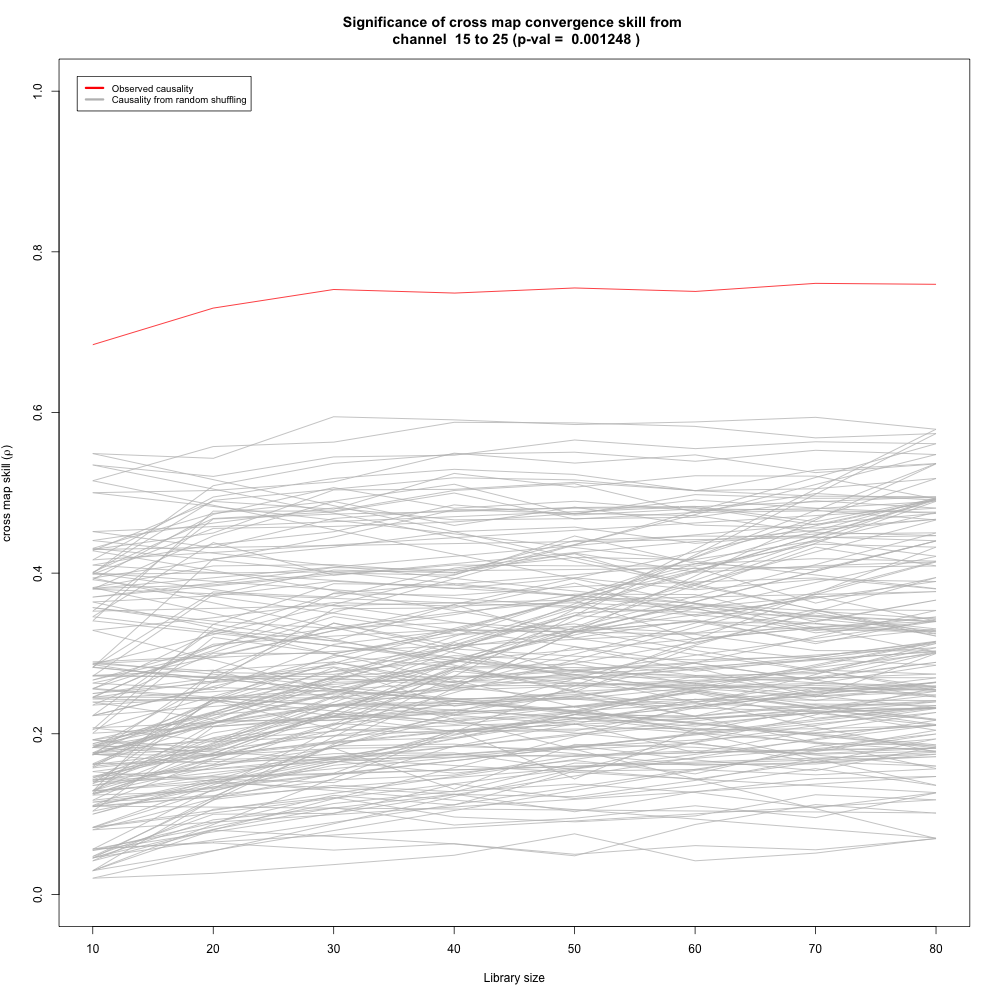 Significance of cross map convergence skill from
channel  15 to 25 (p-val =  0.001248 )
Observed causality
Causality from random shuffling
cross map skill (ρ)
1.0
0.8
0.6
0.4
0.2
0.0
10 20 30 40 50 60 70 80
Library size